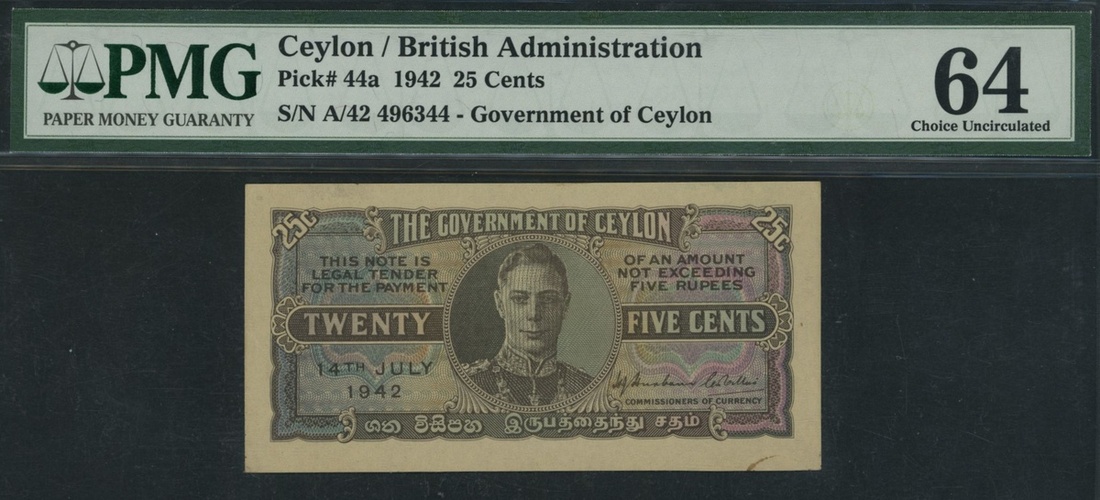 PMG
PAPER MONEY GUARANTY
Ceylon / British Administration
Pick# 44a 1942 25 Cents
S/N A/42 496344 - Government of Ceylon
64
Choice Uncirculated
25C THE GOVERNMENT OF CEYLON 25C
THIS NOTE IS
LEGAL TENDER
FOR THE PAYMENT
OF AN AMOUNT
NOT EXCEEDING
FIVE RUPEES
TWENTY FIVE CENTS
14TH JULY
1942
COMMISSIONERS OF CURRENCY
ශත විසිපහ இருபத்தைந்து சதம்